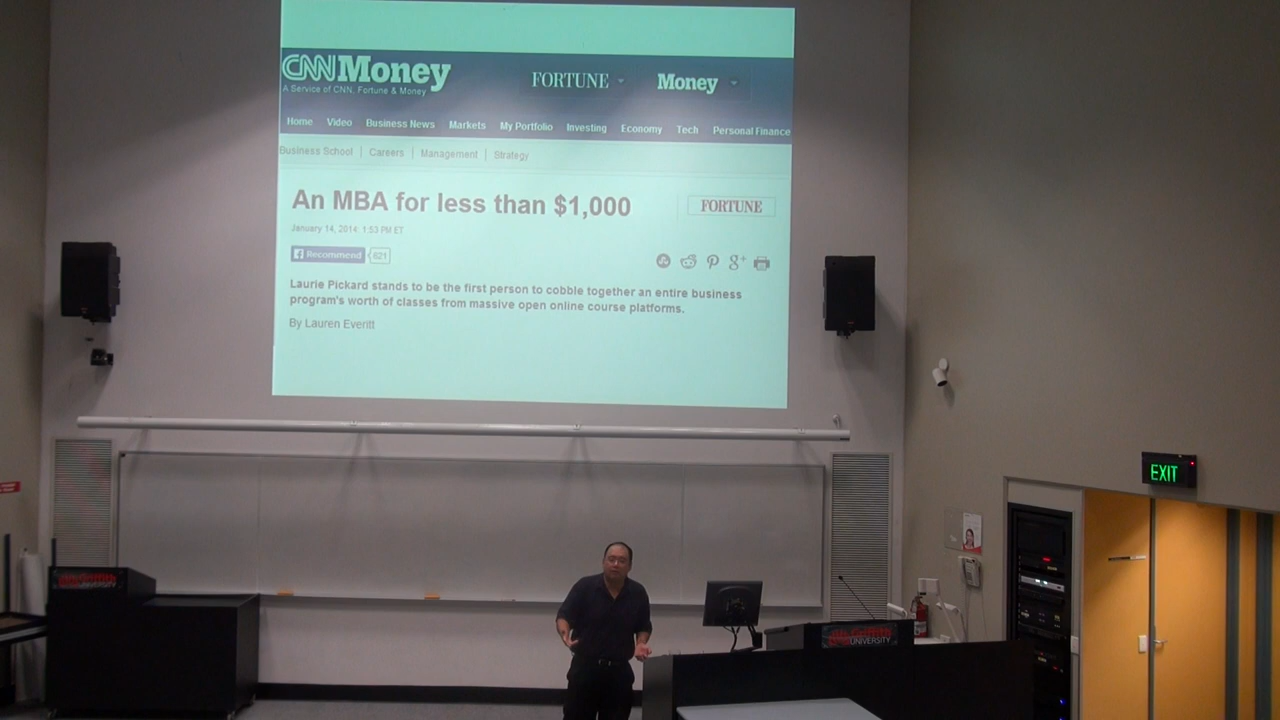 CNNMoney
A Service of CNN, Fortune & Money
FORTUNE
Money
Home Video Business News Markets My Portfolio Investing Economy Tech Personal Finance
Business School | Careers | Management | Strategy
An MBA for less than $1,000
FORTUNE
January 14, 2014: 1:53 PM ET
Recommend 621
Laurie Pickard stands to be the first person to cobble together an entire business
program's worth of classes from massive open online course platforms.
By Lauren Everitt
EXIT
UNIVERSITY
UNIVERSITY